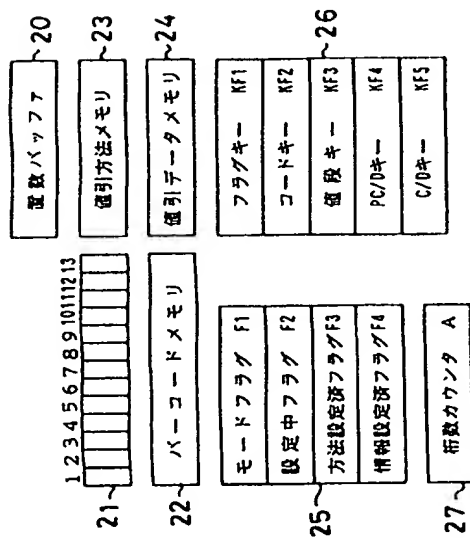 置数バッファ
20
1 2 3 4 5 6 7 8 9 10 11 12 13
21
値引方法メモリ
23
バーコードメモリ
22
値引データメモリ
24
モードフラグ F1
設定中フラグ F2
方法設定済フラグF3
情報設定済フラグF4
25
フラグキー KF1
コードキー KF2
値段キー KF3
PC/Dキー KF4
C/Dキー KF5
26
桁数カウンタ A
27